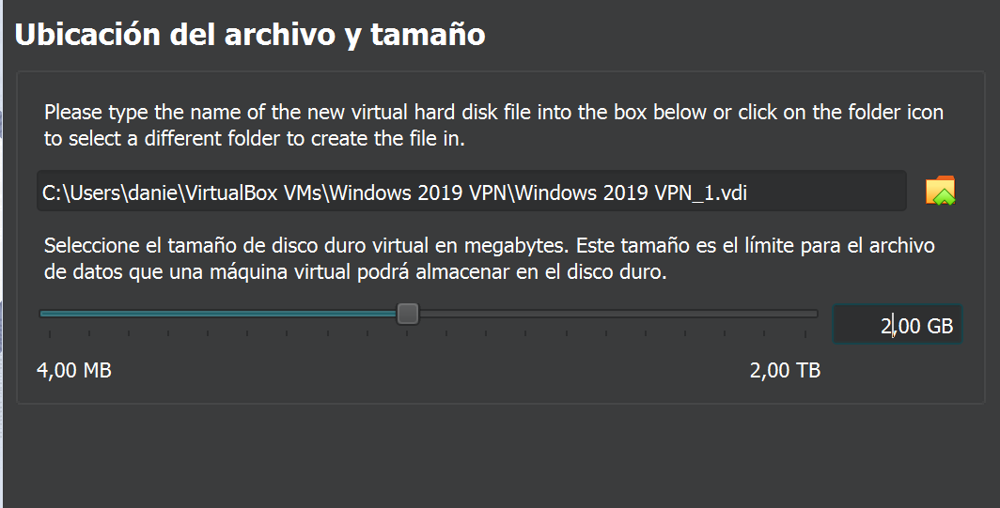 Ubicación del archivo y tamaño
Please type the name of the new virtual hard disk file into the box below or click on the folder icon
to select a different folder to create the file in.
C:\Users\danie\VirtualBox VMs\Windows 2019 VPN\Windows 2019 VPN_1.vdi
Seleccione el tamaño de disco duro virtual en megabytes. Este tamaño es el límite para el archivo
de datos que una máquina virtual podrá almacenar en el disco duro.
2,00 GB
4,00 MB
2,00 TB